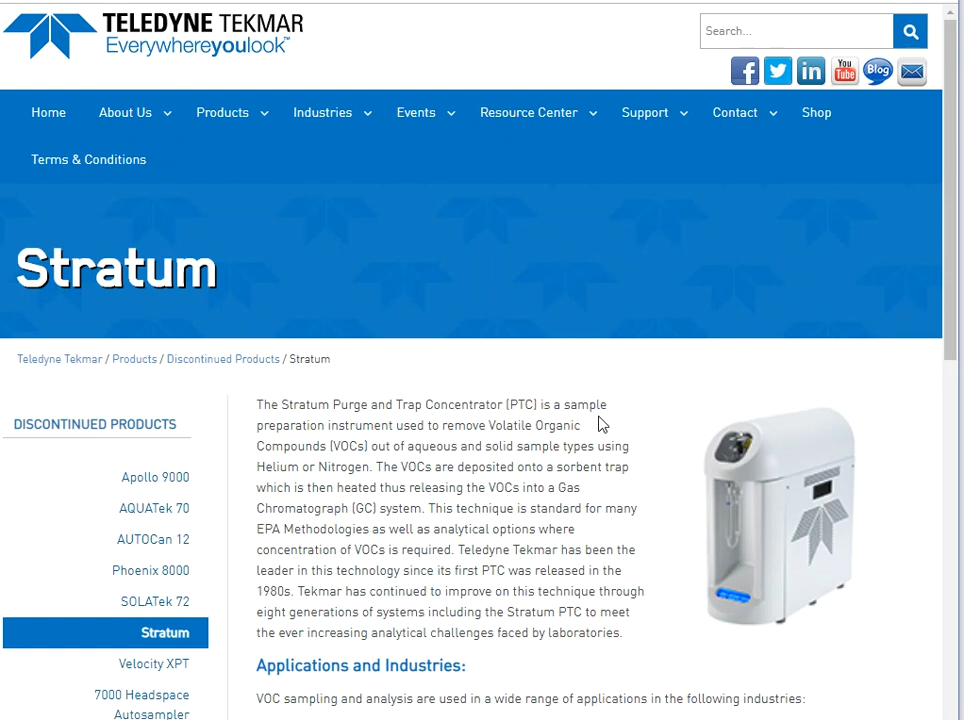 TELEDYNE TEKMAR
Everywhereyoulook™
Search...
You
Tube
Blog
Home
About Us
Products
Industries
Events
Resource Center
Support
Contact
Shop
Terms & Conditions
Stratum
Teledyne Tekmar / Products / Discontinued Products / Stratum
DISCONTINUED PRODUCTS
Apollo 9000
AQUATek 70
AUTOCan 12
Phoenix 8000
SOLATek 72
Stratum
Velocity XPT
7000 Headspace
Autosampler
The Stratum Purge and Trap Concentrator (PTC) is a sample
preparation instrument used to remove Volatile Organic
Compounds (VOCs) out of aqueous and solid sample types using
Helium or Nitrogen. The VOCs are deposited onto a sorbent trap
which is then heated thus releasing the VOCs into a Gas
Chromatograph (GC) system. This technique is standard for many
EPA Methodologies as well as analytical options where
concentration of VOCs is required. Teledyne Tekmar has been the
leader in this technology since its first PTC was released in the
1980s. Tekmar has continued to improve on this technique through
eight generations of systems including the Stratum PTC to meet
the ever increasing analytical challenges faced by laboratories.
Applications and Industries:
VOC sampling and analysis are used in a wide range of applications in the following industries: